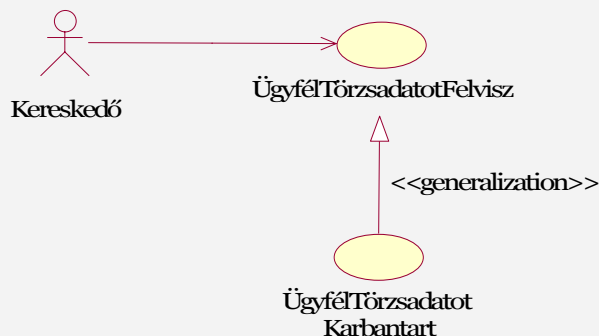 Kereskedő
ÜgyfélTörzsadatotFelvisz
<<generalization>>
ÜgyfélTörzsadatot
Karbantart